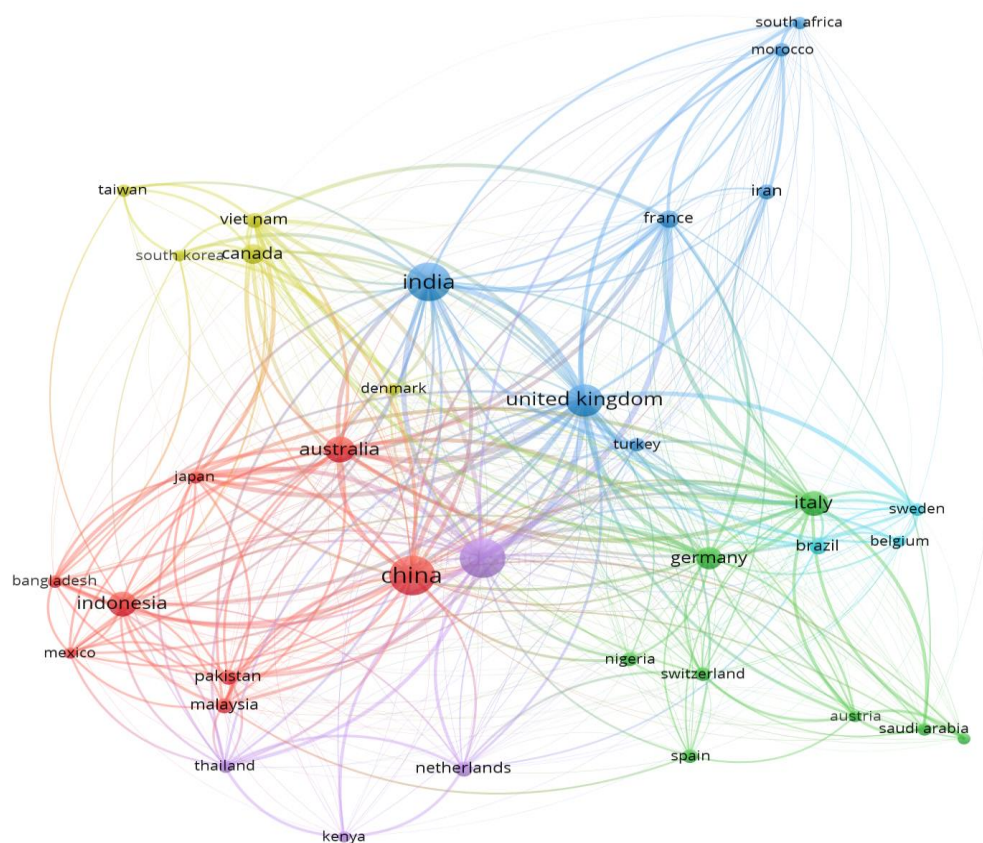 south africa
morocco
taiwan
iran
viet nam
france
south korea
canada
india
denmark
united kingdom
turkey
australia
japan
italy
sweden
belgium
brazil
germany
china
bangladesh
indonesia
mexico
nigeria
switzerland
pakistan
malaysia
austria
saudi arabia
spain
thailand
netherlands
kenya